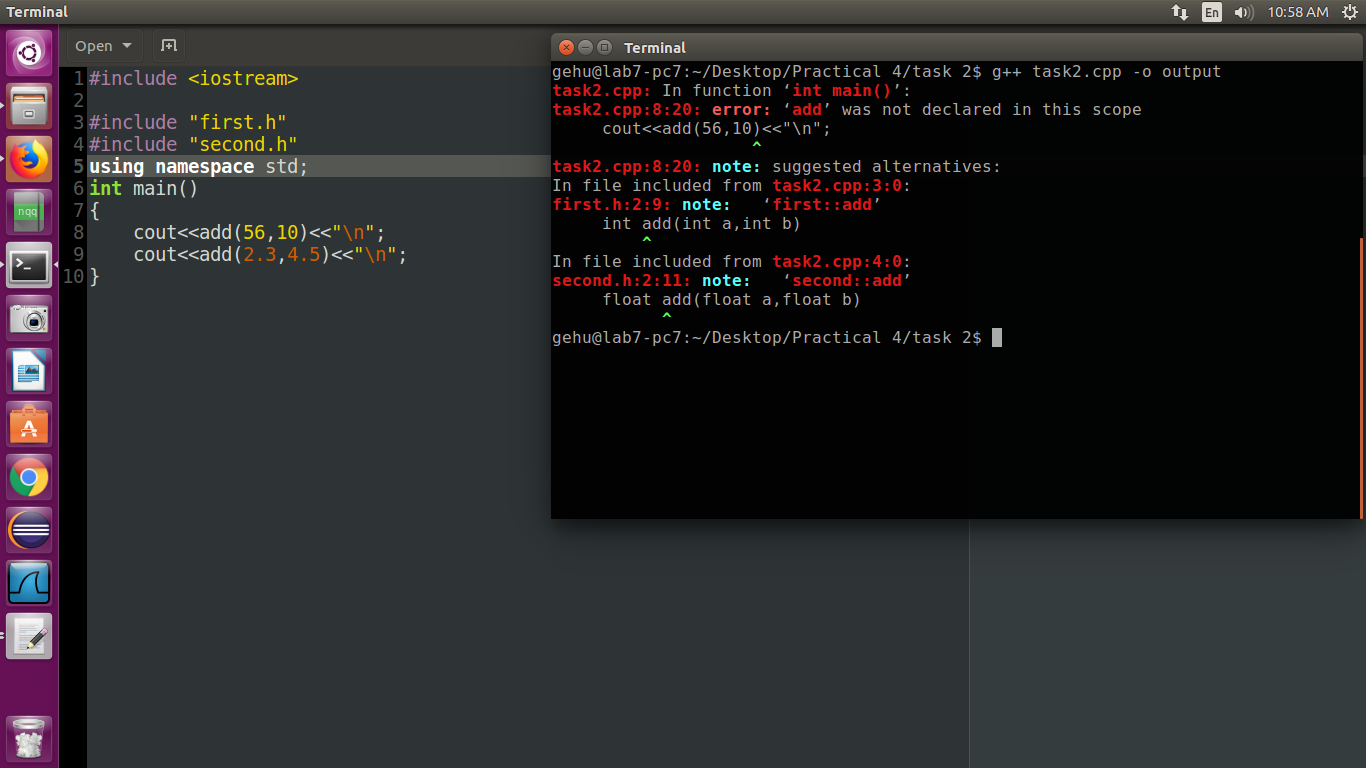 Terminal
En
10:58 AM
Open
1 #include <iostream>
2
3 #include "first.h"
4 #include "second.h"
5 using namespace std;
6 int main()
7 {
8     cout<<add(56,10)<<"\n";
9     cout<<add(2.3,4.5)<<"\n";
10 }
nqq
Terminal
gehu@lab7-pc7:~/Desktop/Practical 4/task 2$ g++ task2.cpp -o output
task2.cpp: In function ‘int main()’:
task2.cpp:8:20: error: ‘add’ was not declared in this scope
     cout<<add(56,10)<<"\n";
                    ^
task2.cpp:8:20: note: suggested alternatives:
In file included from task2.cpp:3:0:
first.h:2:9: note:   ‘first::add’
     int add(int a,int b)
         ^
In file included from task2.cpp:4:0:
second.h:2:11: note:   ‘second::add’
     float add(float a,float b)
           ^
gehu@lab7-pc7:~/Desktop/Practical 4/task 2$